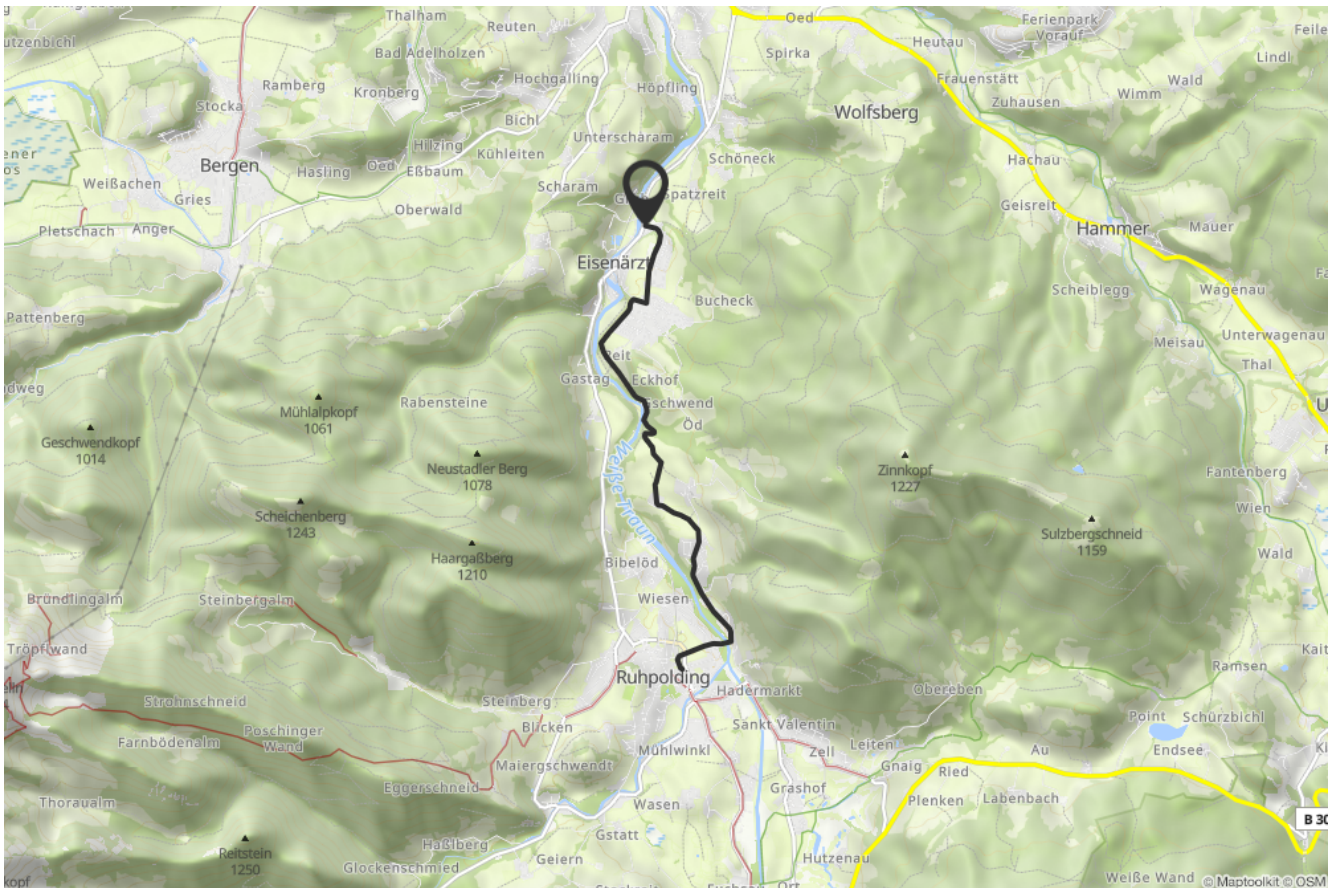 Oed
Ferienpark
Vorauf
Thalham
Reuten
Heutau
Spirka
Lindl
Bad Adelholzen
Hochgalling
Frauenstätt
Wald
Wimm
Ramberg
Kronberg
Höpfling
Zuhausen
Stocka
Bichl
Wolfsberg
Unterscharam
Hilzing
Kühleiten
Bergen
Oed
Eßbaum
Hasling
Schöneck
Hachau
Weißachen
Scharam
Spatzreit
Gries
Oberwald
Geisreit
Pletschach
Anger
Hammer
Mauer
Eisenärzt
Scheiblegg
Wagenau
Bucheck
Pattenberg
Unterwagenau
Meisau
Reit
Thal
Gastag
Eckhof
Mühlalpkopf
1061
Rabensteine
Gschwend
Öd
Geschwendkopf
1014
Neustadler Berg
1078
Weiße Traun
Zinnkopf
1227
Fantenberg
Wien
Scheichenberg
1243
Sulzbergschneid
1159
Haargaßberg
1210
Bibelöd
Wald
Bründlingalm
Steinbergalm
Wiesen
Tröpflwand
Ruhpolding
Ramsen
Strohnschneid
Steinberg
Hadermarkt
Obereben
Farnbödenalm
Poschinger
Wand
Blicken
Sankt Valentin
Point
Schürzbichl
Mühlwinkl
Zell
Leiten
Au
Endsee
Maiergschwendt
Gnaig
Ried
Eggerschneid
Grashof
Labenbach
Thoraualm
Wasen
Plenken
B 30
Gstatt
Haßlberg
Reitstein
1250
Geiern
Hutzenau
Glockenschmied
Ort
Weiße Wand
© Maptoolkit © OSM